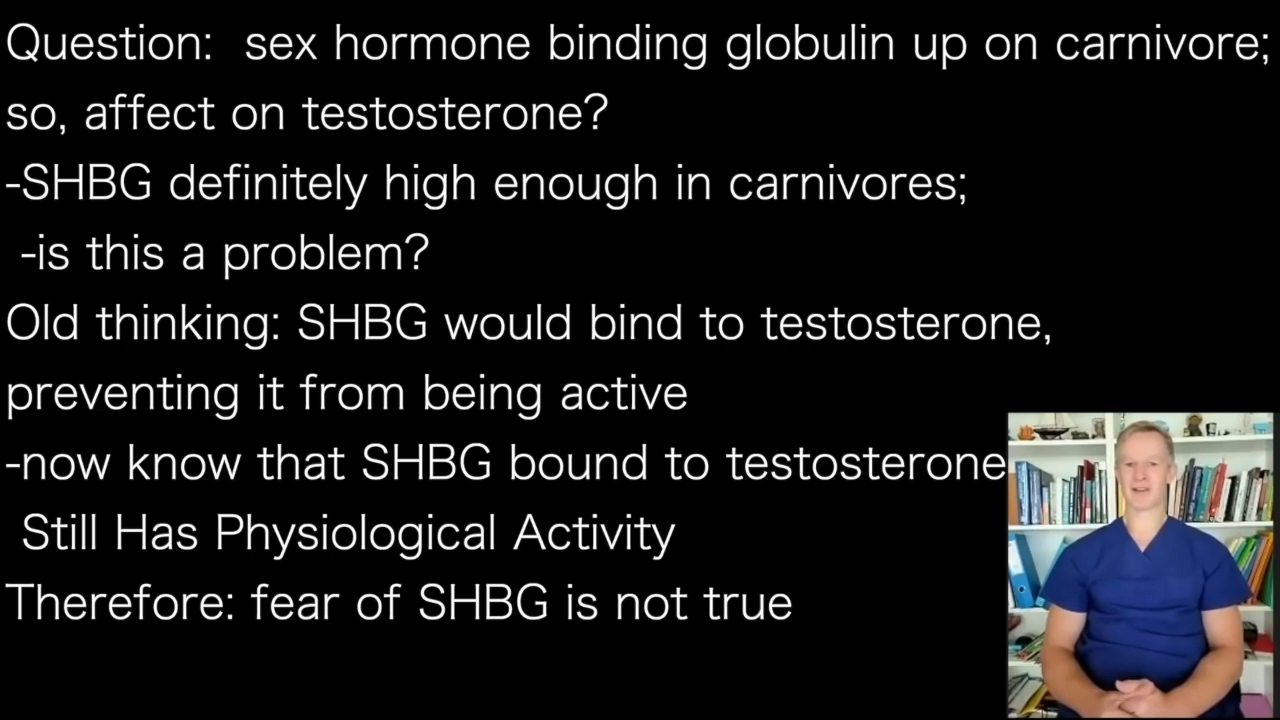 Question:  sex hormone binding globulin up on carnivore;
so, affect on testosterone?
-SHBG definitely high enough in carnivores;
 -is this a problem?
Old thinking: SHBG would bind to testosterone,
preventing it from being active
-now know that SHBG bound to testosterone
 Still Has Physiological Activity
Therefore: fear of SHBG is not true